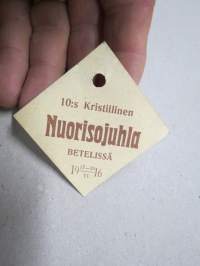 10:s Kristillinen
Nuorisojuhla
BETELISSÄ
19 16